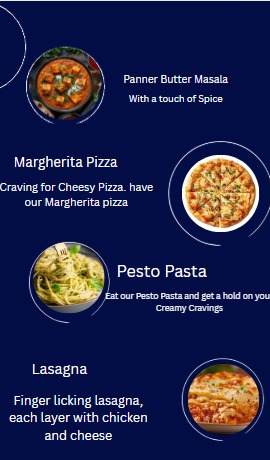 Panner Butter Masala
With a touch of Spice
Margherita Pizza
Craving for Cheesy Pizza. have
our Margherita pizza
Pesto Pasta
Eat our Pesto Pasta and get a hold on you
Creamy Cravings
Lasagna
Finger licking lasagna,
each layer with chicken
and cheese